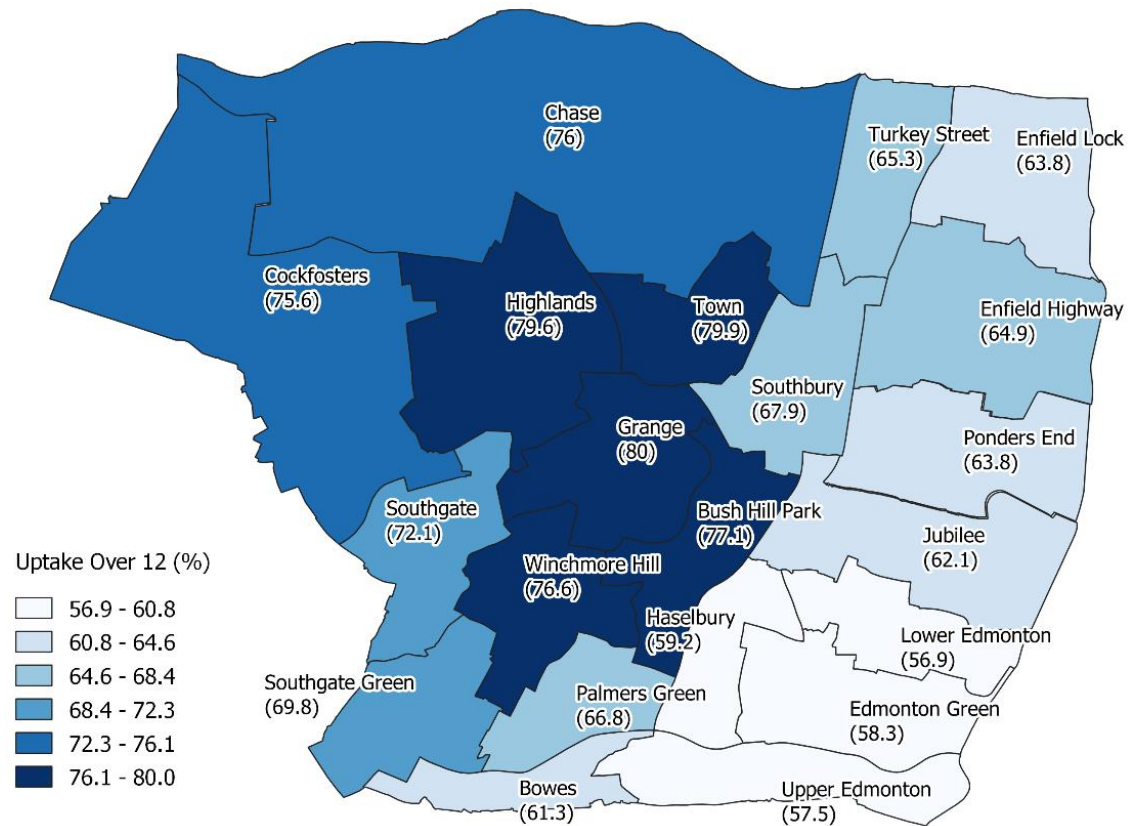 Chase
(76)
Turkey Street
(65.3)
Enfield Lock
(63.8)
Cockfosters
(75.6)
Highlands
(79.6)
Town
(79.9)
Enfield Highway
(64.9)
Southbury
(67.9)
Grange
(80)
Ponders End
(63.8)
Southgate
(72.1)
Bush Hill Park
(77.1)
Jubilee
(62.1)
Winchmore Hill
(76.6)
Haselbury
(59.2)
Lower Edmonton
(56.9)
Southgate Green
(69.8)
Palmers Green
(66.8)
Edmonton Green
(58.3)
Bowes
(61.3)
Upper Edmonton
(57.5)
Uptake Over 12 (%)
56.9 - 60.8
60.8 - 64.6
64.6 - 68.4
68.4 - 72.3
72.3 - 76.1
76.1 - 80.0